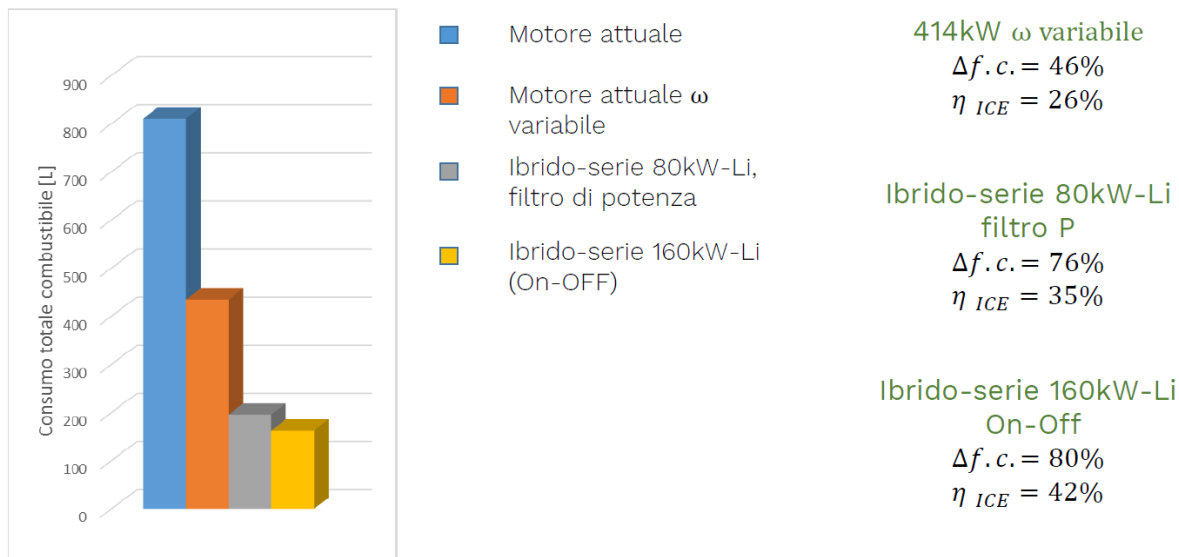 Consumo totale combustibile [L]
900
800
700
600
500
400
300
200
100
0
Motore attuale
Motore attuale ω
variabile
Ibrido-serie 80kW-Li,
filtro di potenza
Ibrido-serie 160kW-Li
(On-OFF)
414kW ω variabile
Δf.c.= 46%
η ICE = 26%
Ibrido-serie 80kW-Li
filtro P
Δf.c.= 76%
η ICE = 35%
Ibrido-serie 160kW-Li
On-Off
Δf.c.= 80%
η ICE = 42%